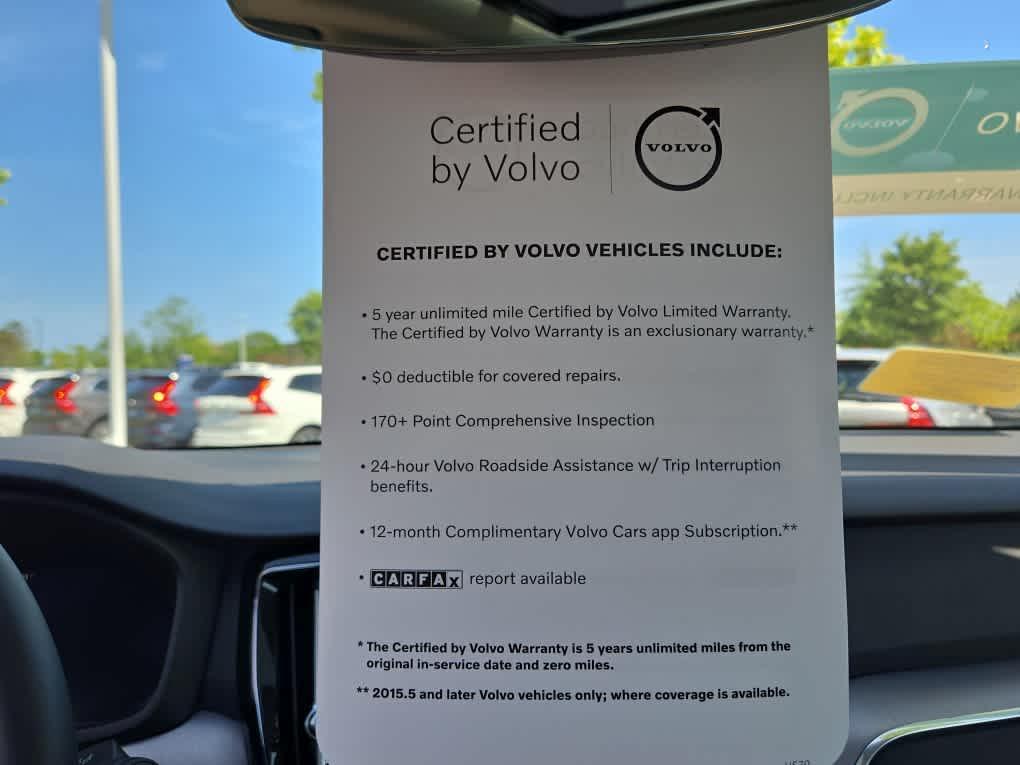 Certified
by Volvo
VOLVO
CERTIFIED BY VOLVO VEHICLES INCLUDE:
• 5 year unlimited mile Certified by Volvo Limited Warranty.
The Certified by Volvo Warranty is an exclusionary warranty.*
• $0 deductible for covered repairs.
• 170+ Point Comprehensive Inspection
• 24-hour Volvo Roadside Assistance w/ Trip Interruption
benefits.
• 12-month Complimentary Volvo Cars app Subscription.**
• CARFAX report available
* The Certified by Volvo Warranty is 5 years unlimited miles from the
original in-service date and zero miles.
** 2015.5 and later Volvo vehicles only; where coverage is available.
VOLVO
WARRANTY